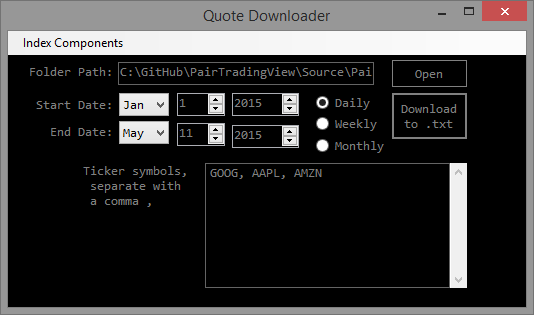 Quote Downloader
Index Components
Folder Path: C:\GitHub\PairTradingView\Source\Pai Open
Start Date: Jan 1 2015 Daily
Download to .txt
Weekly
End Date: May 11 2015
Monthly
Ticker symbols,
separate with
a comma ,
GOOG, AAPL, AMZN